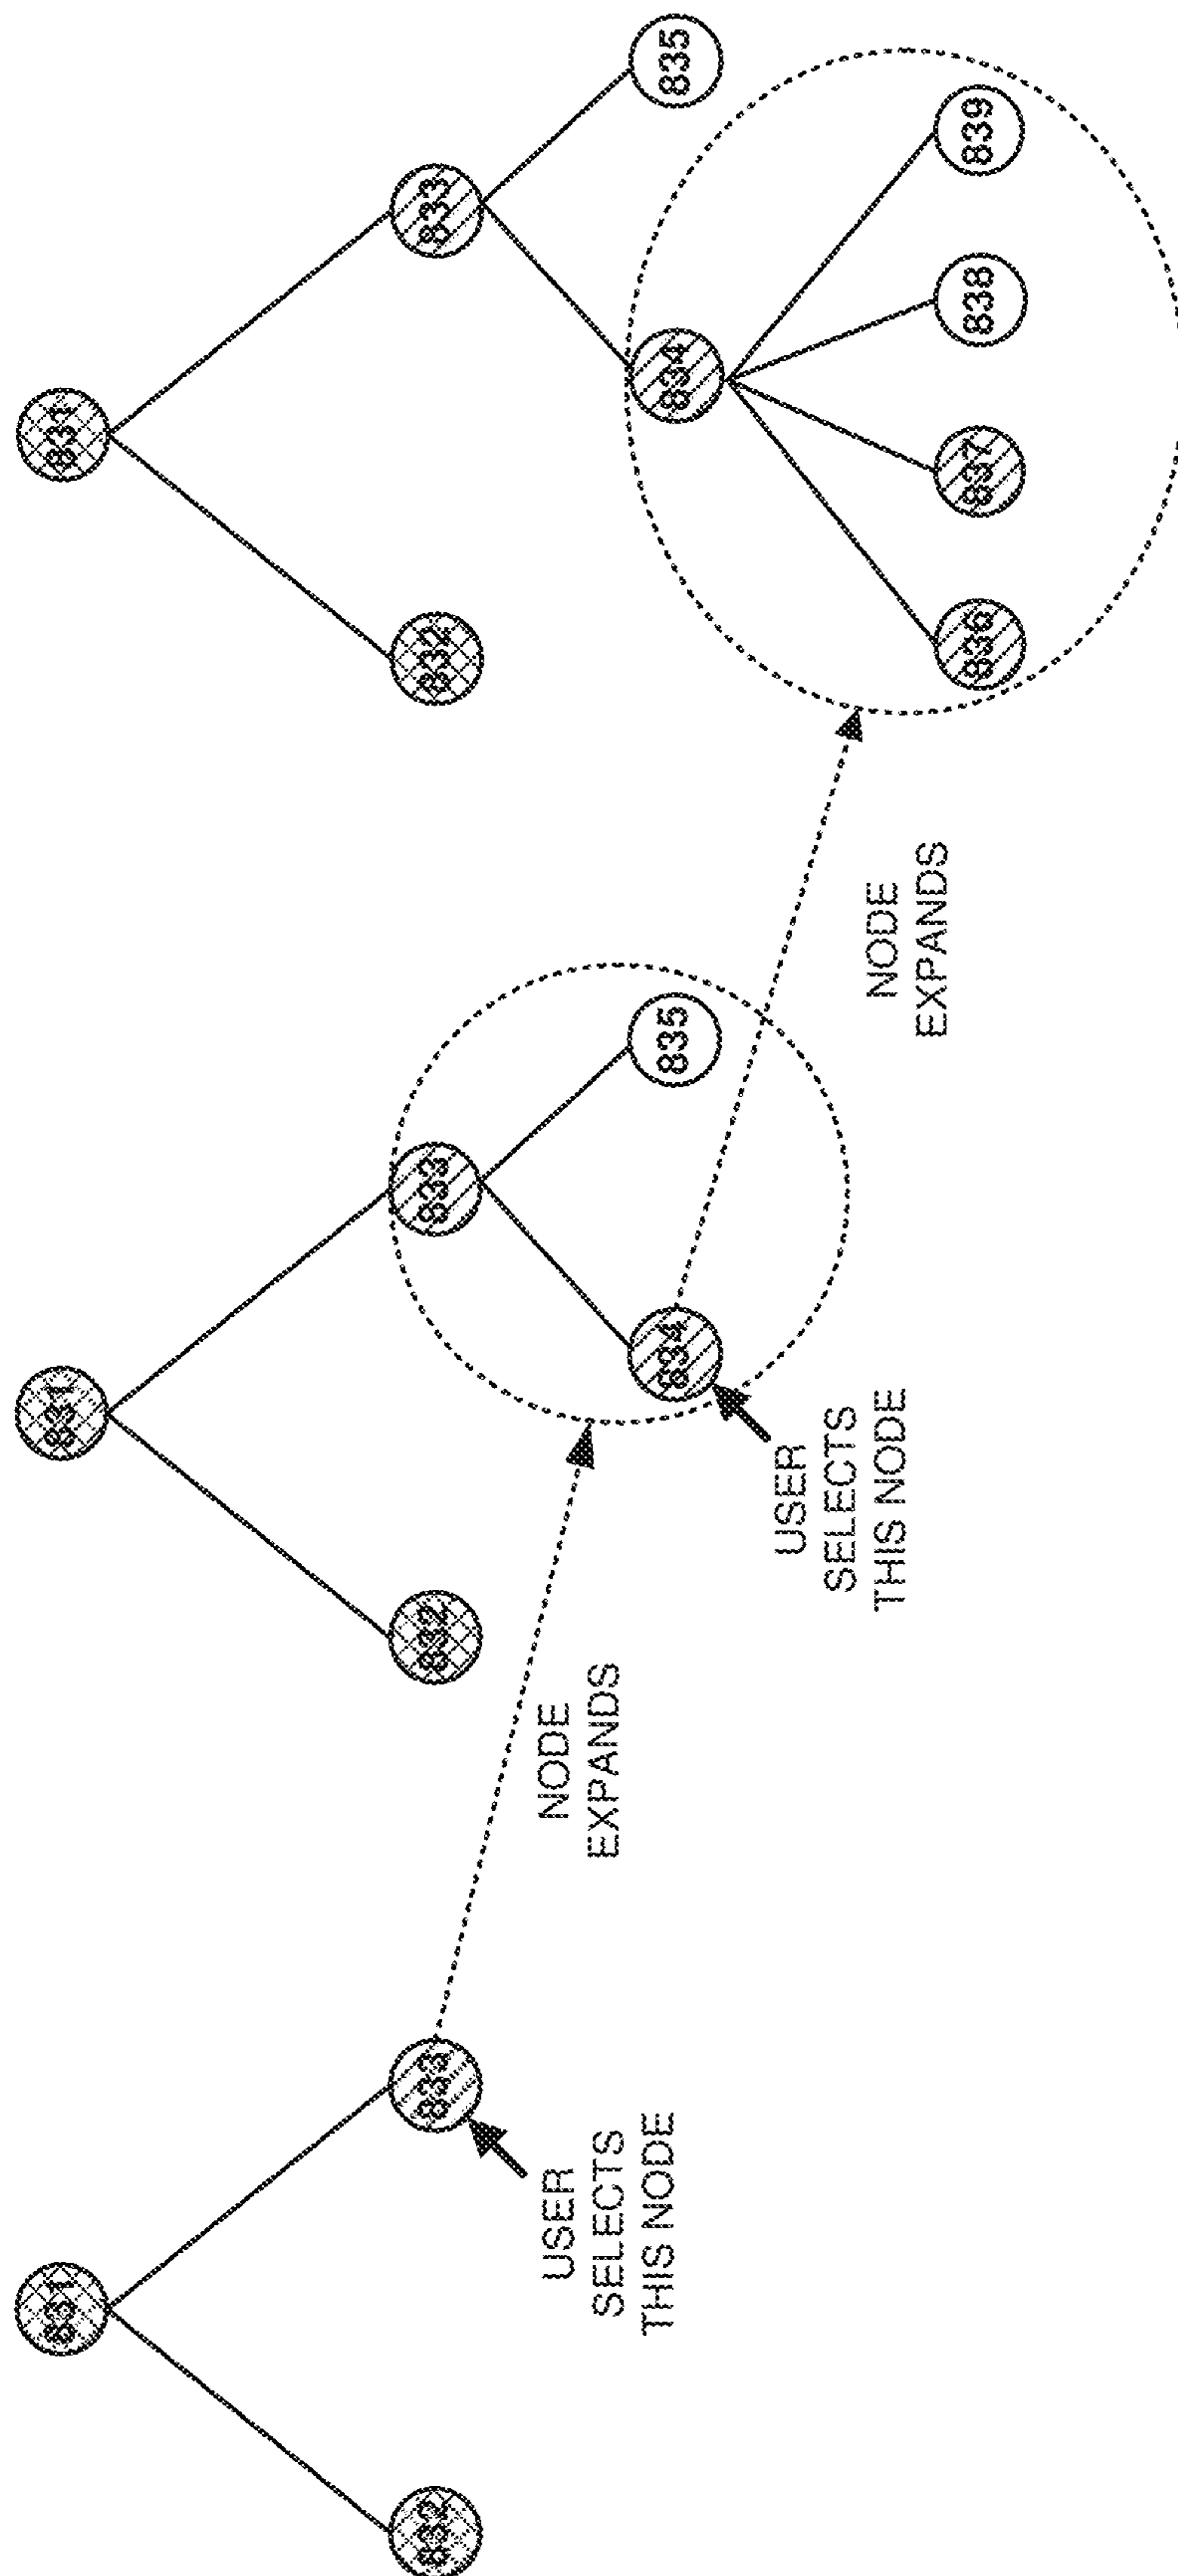 831
832
833
USER
SELECTS
THIS NODE
NODE
EXPANDS
831
832
833
834
835
USER
SELECTS
THIS NODE
NODE
EXPANDS
831
832
833
834
835
836
837
838
839